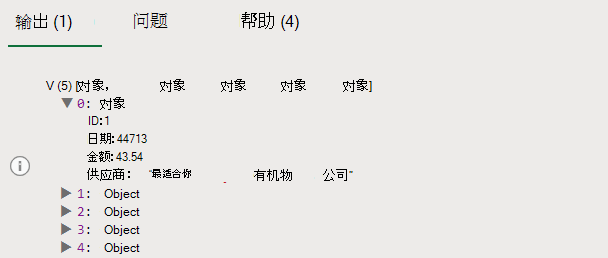 输出 (1) 问题 帮助 (4)
V (5) [对象， 对象 对象 对象 对象]
▼ 0: 对象
ID:1
日期: 44713
金额: 43.54
供应商: "最适合你 有机物 公司"
▶ 1: Object
▶ 2: Object
▶ 3: Object
▶ 4: Object